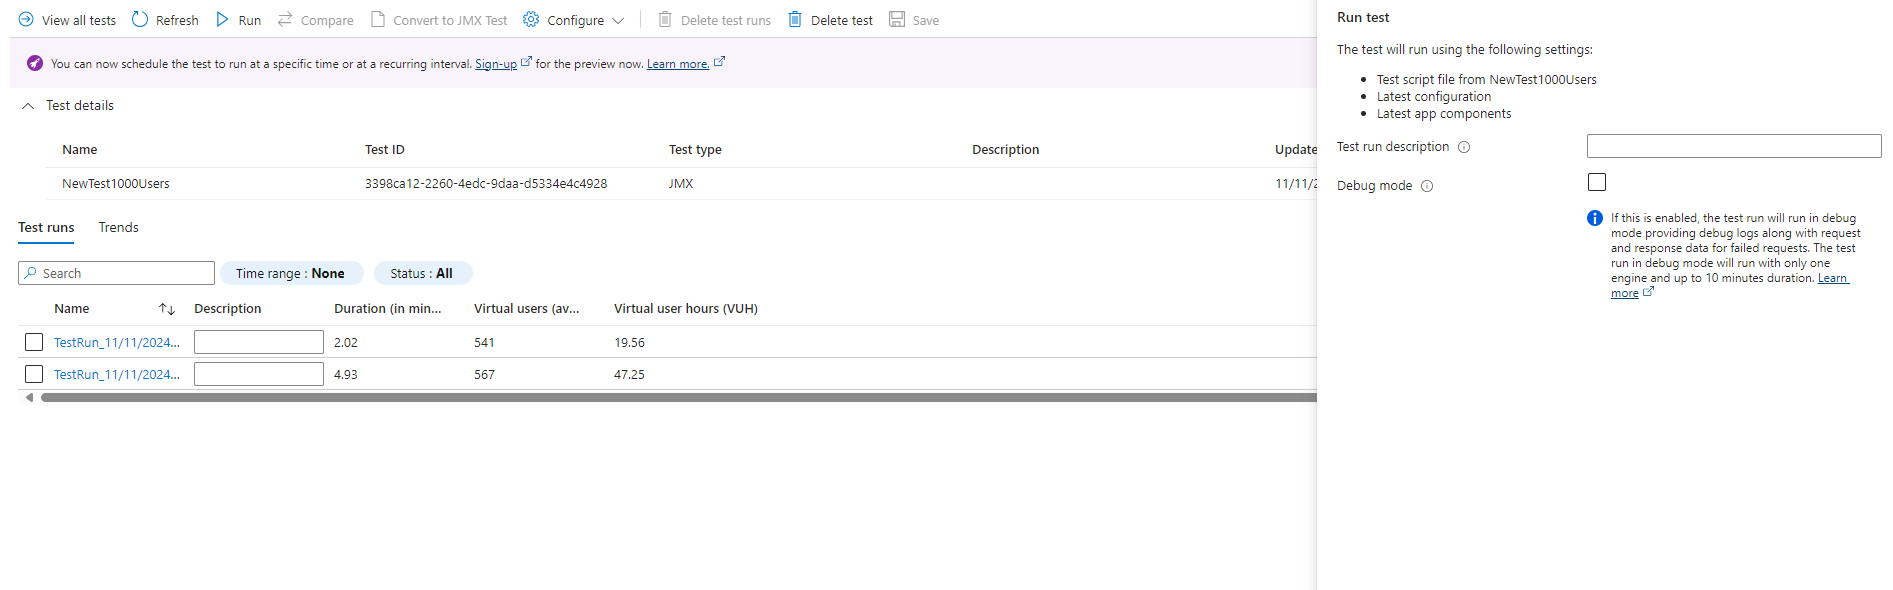 View all tests Refresh Run Compare Convert to JMX Test Configure Delete test runs Delete test Save
You can now schedule the test to run at a specific time or at a recurring interval. Sign-up for the preview now. Learn more.
Test details
Name Test ID Test type Description Update
NewTest1000Users 3398ca12-2260-4edc-9daa-d5334e4c4928 JMX 11/11/2
Test runs Trends
Search Time range : None Status : All
Name Description Duration (in min... Virtual users (av... Virtual user hours (VUH)
TestRun_11/11/2024... 2.02 541 19.56
TestRun_11/11/2024... 4.93 567 47.25
Run test
The test will run using the following settings:
• Test script file from NewTest1000Users
• Latest configuration
• Latest app components
Test run description
Debug mode
If this is enabled, the test run will run in debug
mode providing debug logs along with request
and response data for failed requests. The test
run in debug mode will run with only one
engine and up to 10 minutes duration. Learn
more